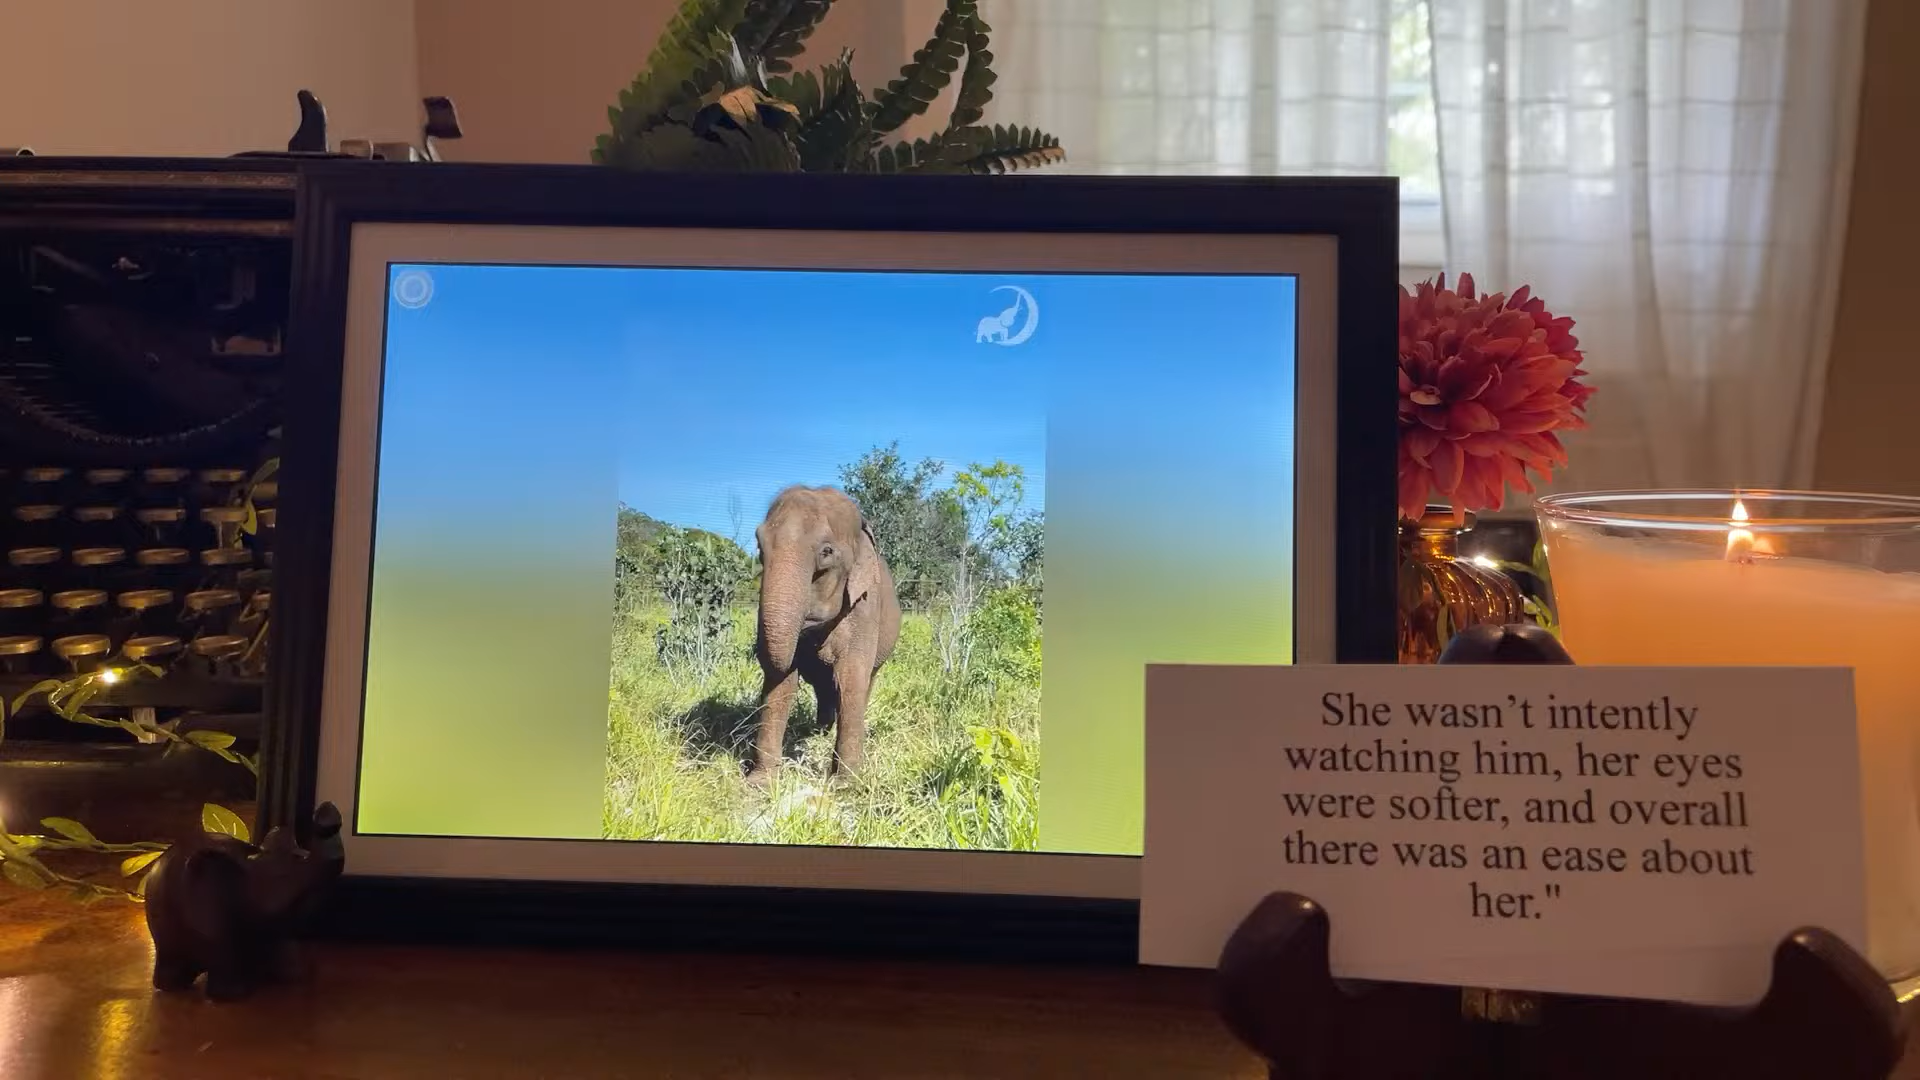 She wasn’t intently
watching him, her eyes
were softer, and overall
there was an ease about
her."